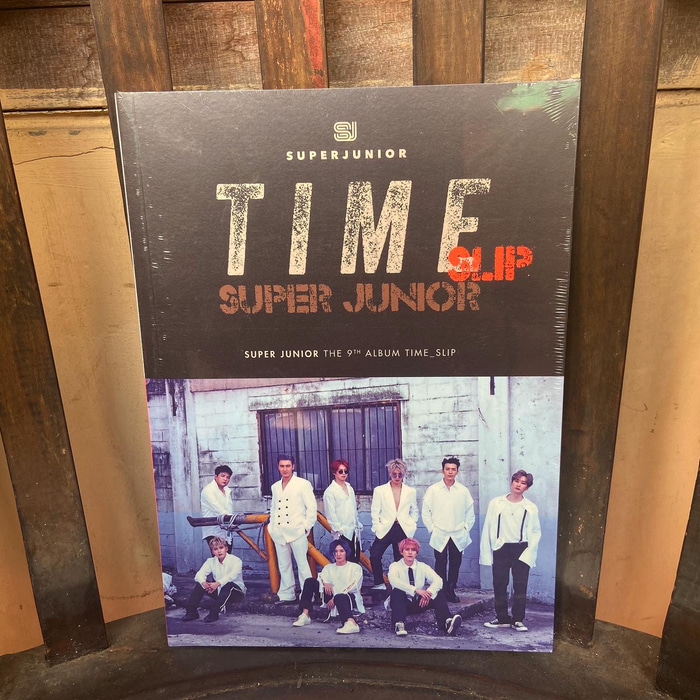 SJ
SUPERJUNIOR
TIME
SLIP
SUPER JUNIOR
SUPER JUNIOR THE 9TH ALBUM TIME_SLIP